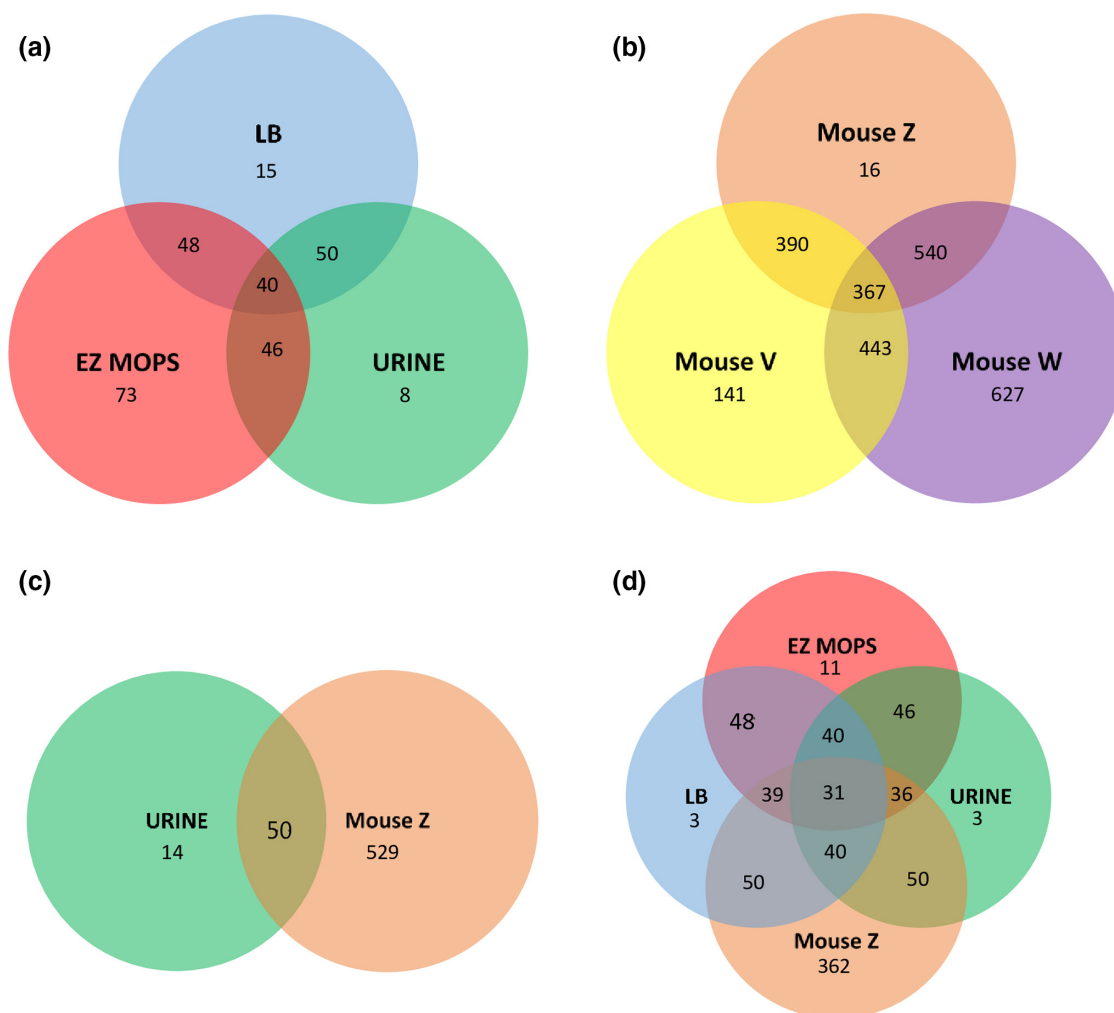 (a)
LB
15
48
50
40
EZ MOPS
73
46
URINE
8
(b)
Mouse Z
16
390
540
367
Mouse V
141
443
Mouse W
627
(c)
URINE
14
50
Mouse Z
529
(d)
EZ MOPS
11
48
40
46
LB
3
39
31
36
URINE
3
40
50
50
Mouse Z
362